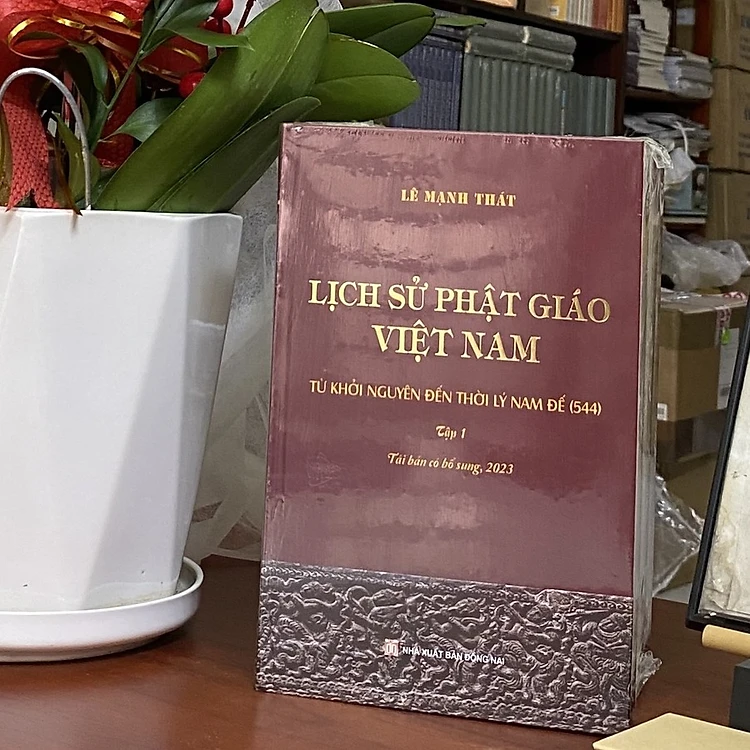 LÊ MẠNH THÁT
LỊCH SỬ PHẬT GIÁO
VIỆT NAM
TỪ KHỞI NGUYÊN ĐẾN THỜI LÝ NAM ĐẾ (544)
Tập 1
Tái bản có bổ sung, 2023
NHÀ XUẤT BẢN ĐỒNG NAI